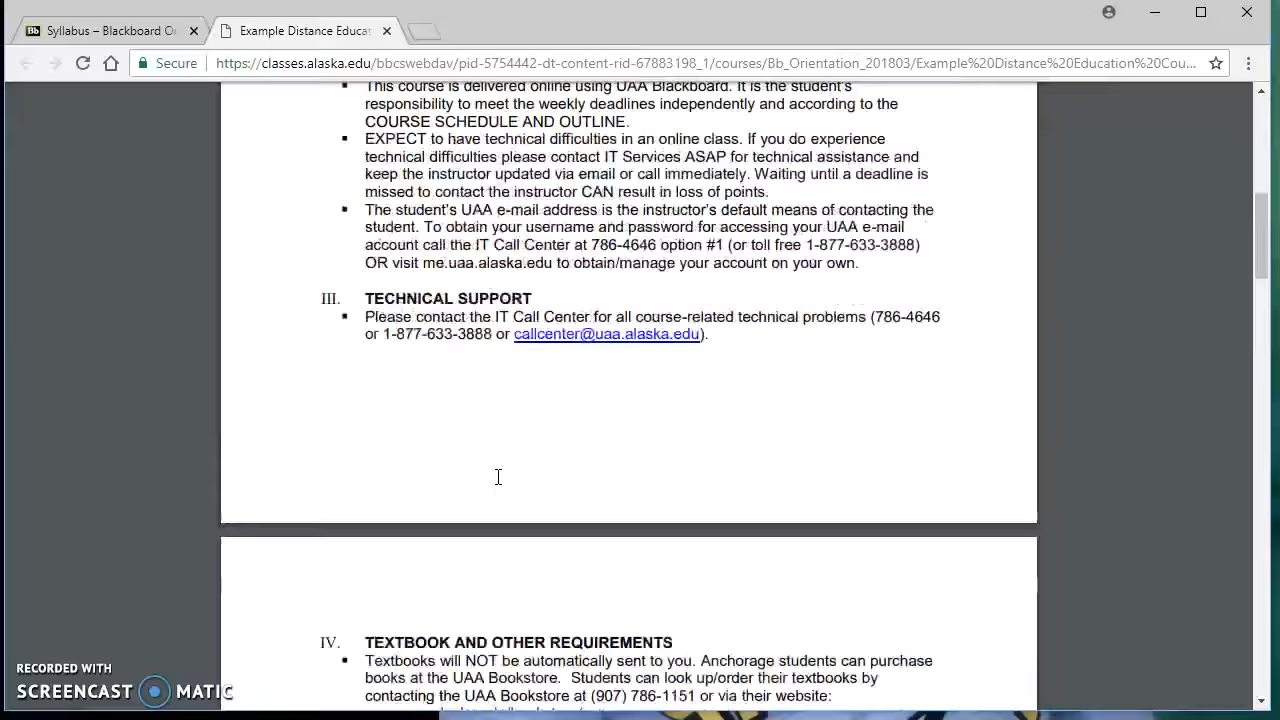 Syllabus – Blackboard O
Example Distance Educat
Secure
https://classes.alaska.edu/bbcswebdav/pid-5754442-dt-content-rid-67883198_1/courses/Bb_Orientation_201803/Example%20Distance%20Education%20Cou...
This course is delivered online using UAA Blackboard. It is the student's
responsibility to meet the weekly deadlines independently and according to the
COURSE SCHEDULE AND OUTLINE.
EXPECT to have technical difficulties in an online class. If you do experience
technical difficulties please contact IT Services ASAP for technical assistance and
keep the instructor updated via email or call immediately. Waiting until a deadline is
missed to contact the instructor CAN result in loss of points.
The student's UAA e-mail address is the instructor's default means of contacting the
student. To obtain your username and password for accessing your UAA e-mail
account call the IT Call Center at 786-4646 option #1 (or toll free 1-877-633-3888)
OR visit me.uaa.alaska.edu to obtain/manage your account on your own.
III. TECHNICAL SUPPORT
Please contact the IT Call Center for all course-related technical problems (786-4646
or 1-877-633-3888 or callcenter@uaa.alaska.edu).
IV. TEXTBOOK AND OTHER REQUIREMENTS
Textbooks will NOT be automatically sent to you. Anchorage students can purchase
books at the UAA Bookstore. Students can look up/order their textbooks by
contacting the UAA Bookstore at (907) 786-1151 or via their website:
RECORDED WITH
SCREENCAST MATIC